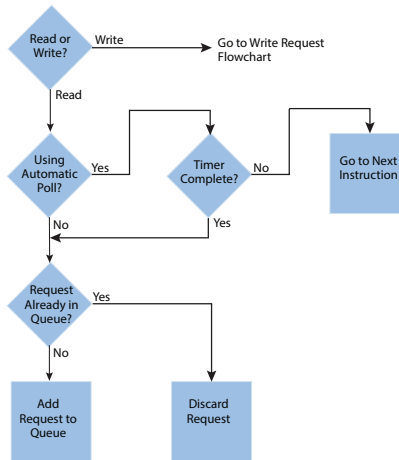 Read or
Write?
Write
Go to Write Request
Flowchart
Read
Using
Automatic
Poll?
Yes
Timer
Complete?
No
Go to Next
Instruction
No
Yes
Request
Already in
Queue?
Yes
No
Add
Request to
Queue
Discard
Request